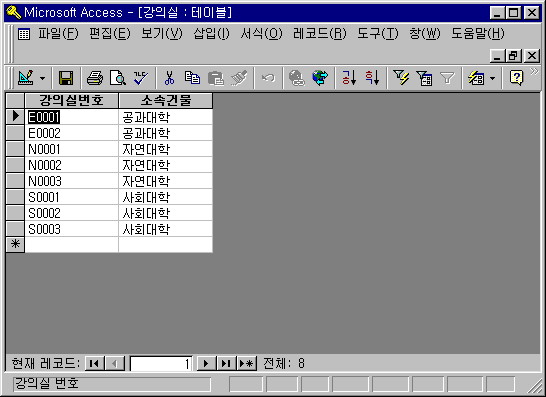 Microsoft Access - [강의실 : 테이블]
파일(F) 편집(E) 보기(V) 삽입(I) 서식(O) 레코드(R) 도구(T) 창(W) 도움말(H)
강의실번호 소속건물
E0001 공과대학
E0002 공과대학
N0001 자연대학
N0002 자연대학
N0003 자연대학
S0001 사회대학
S0002 사회대학
S0003 사회대학
현재 레코드: 1 전체: 8
강의실 번호